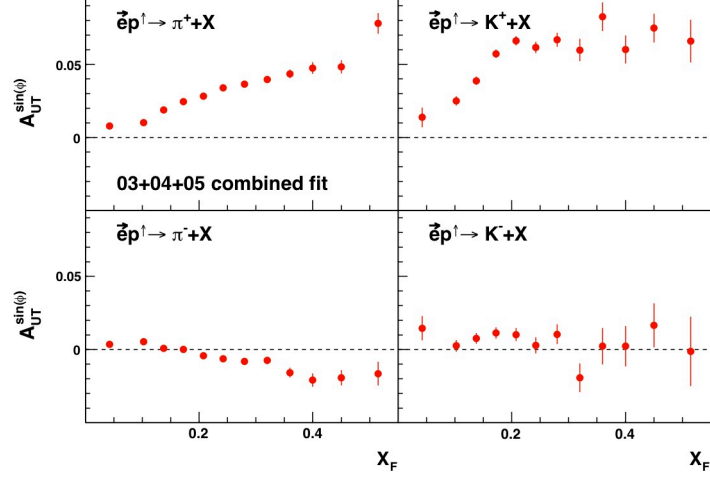 e⃗p↑→ π⁺+X
e⃗p↑→ K⁺+X
A_UT^sin(ϕ)
0.05
0
03+04+05 combined fit
e⃗p↑→ π⁻+X
e⃗p↑→ K⁻+X
A_UT^sin(ϕ)
0.05
0
0.2 0.4 0.2 0.4
X_F X_F